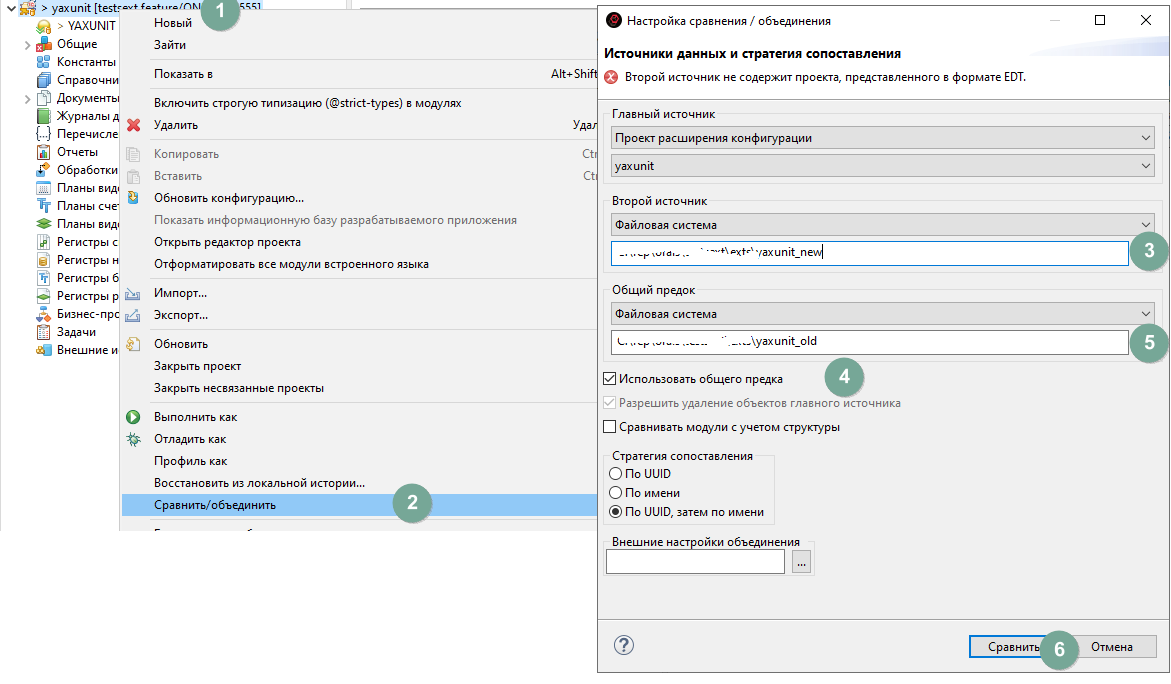 > yaxunit [testsext feature/ON 0555]
1
> YAXUNIT
Общие
Константы
Справочни
Документы
Журналы д
Перечисле
Отчеты
Обработки
Планы виде
Планы счет
Планы виде
Регистры с
Регистры н
Регистры б
Регистры р
Бизнес-про
Задачи
Внешние и
Новый
Зайти
Показать в Alt+Shift
Включить строгую типизацию (@strict-types) в модулях
Удалить Удал
Копировать Ctr
Вставить Ctr
Обновить конфигурацию...
Показать информационную базу разрабатываемого приложения
Открыть редактор проекта
Отформатировать все модули встроенного языка
Импорт...
Экспорт...
Обновить
Закрыть проект
Закрыть несвязанные проекты
Выполнить как
Отладить как
Профиль как
Восстановить из локальной истории...
Сравнить/объединить
2
Настройка сравнения / объединения
Источники данных и стратегия сопоставления
Второй источник не содержит проекта, представленного в формате EDT.
Главный источник
Проект расширения конфигурации
yaxunit
Второй источник
Файловая система
yaxunit_new
3
Общий предок
Файловая система
\yaxunit_old
5
Использовать общего предка
4
Разрешить удаление объектов главного источника
Сравнивать модули с учетом структуры
Стратегия сопоставления
По UUID
По имени
По UUID, затем по имени
Внешние настройки объединения
...
?
Сравнить
6
Отмена